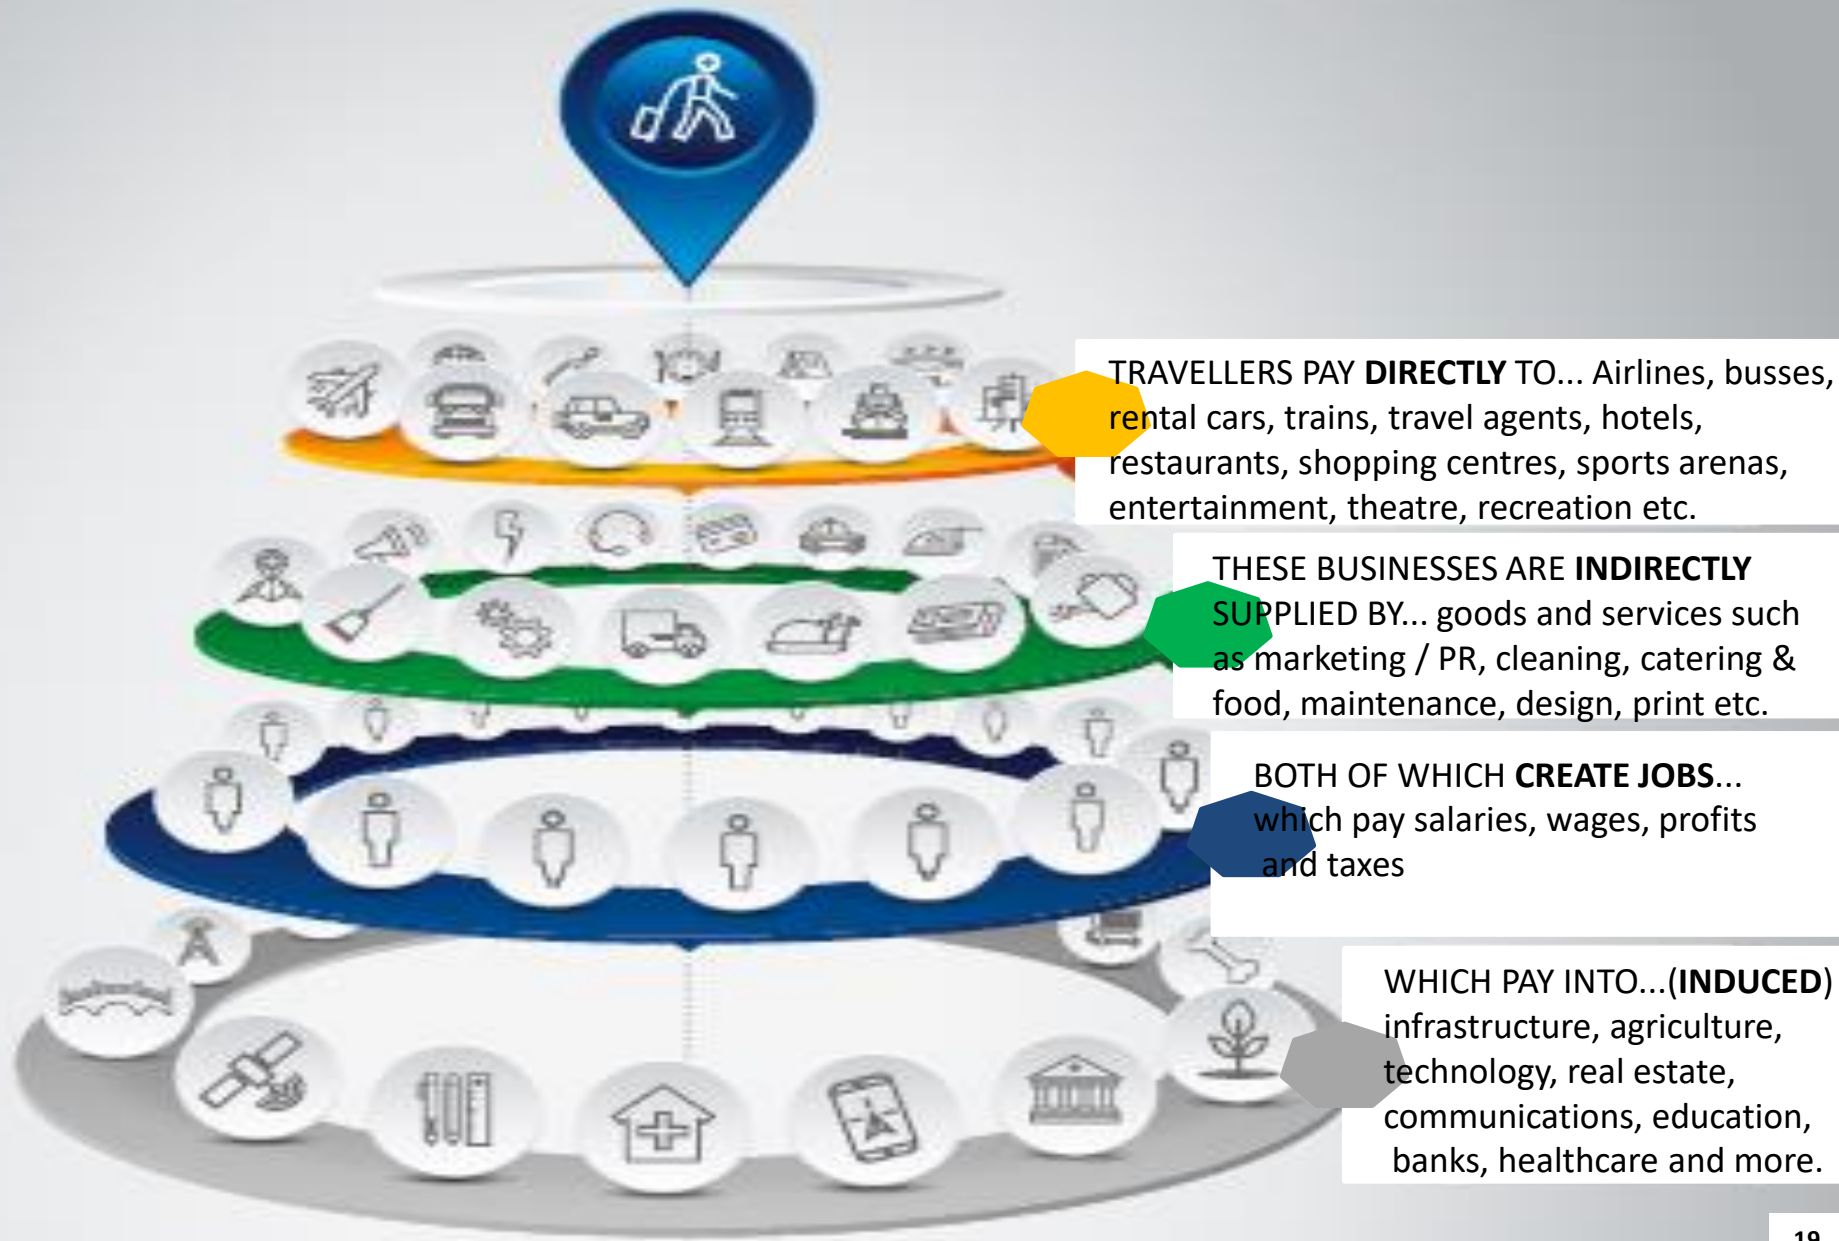 TRAVELLERS PAY DIRECTLY TO... Airlines, busses,
rental cars, trains, travel agents, hotels,
restaurants, shopping centres, sports arenas,
entertainment, theatre, recreation etc.
THESE BUSINESSES ARE INDIRECTLY
SUPPLIED BY... goods and services such
as marketing / PR, cleaning, catering &
food, maintenance, design, print etc.
BOTH OF WHICH CREATE JOBS...
which pay salaries, wages, profits
and taxes
WHICH PAY INTO...(INDUCED)
infrastructure, agriculture,
technology, real estate,
communications, education,
banks, healthcare and more.
19